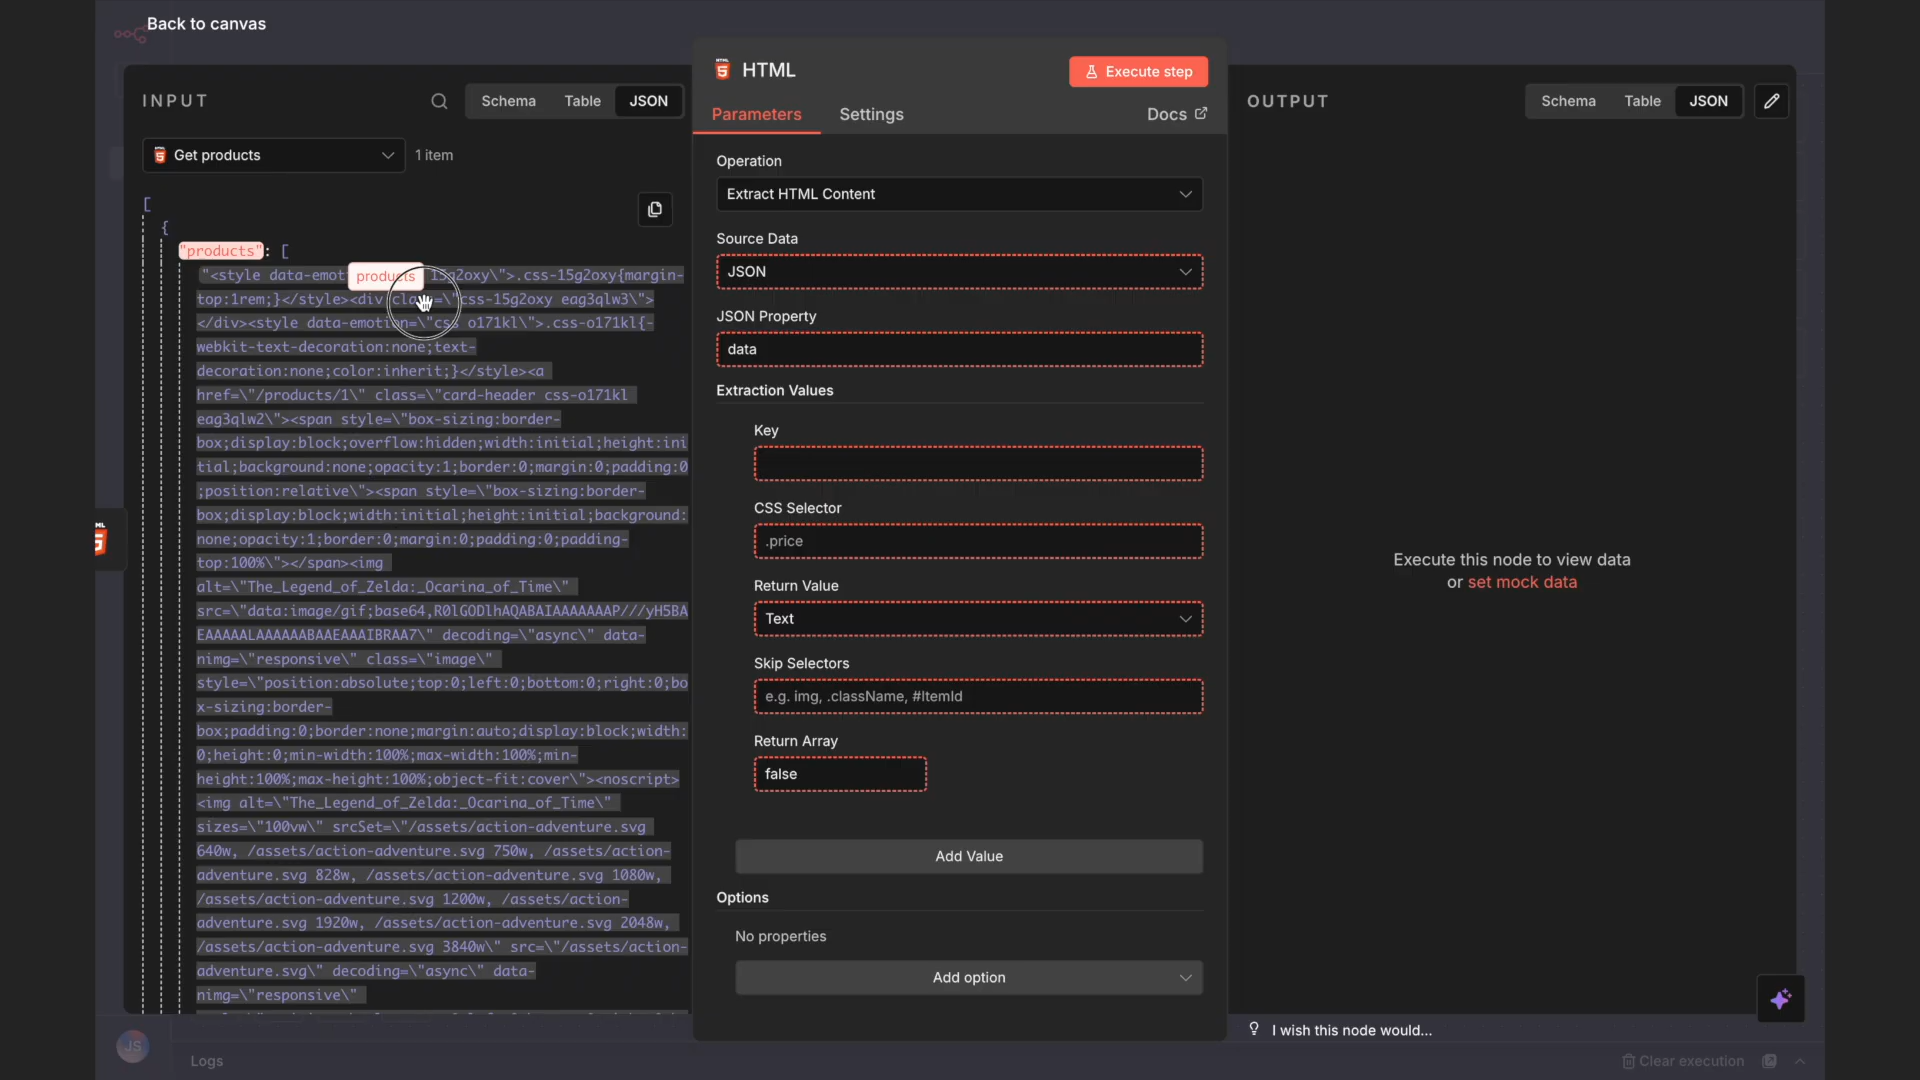 Back to canvas
INPUT
Schema
Table
JSON
Get products
1 item
[
{
"products": [
"<style data-emot 15g2oxy\">.css-15g2oxy{margin-
products
top:1rem;}</style><div class=\"css-15g2oxy eag3qlw3\">
</div><style data-emotion=\"css o171kl\">.css-o171kl{-
webkit-text-decoration:none;text-
decoration:none;color:inherit;}</style><a
href=\"/products/1\" class=\"card-header css-o171kl
eag3qlw2\"><span style=\"box-sizing:border-
box;display:block;overflow:hidden;width:initial;height:ini
tial;background:none;opacity:1;border:0;margin:0;padding:0
;position:relative\"><span style=\"box-sizing:border-
box;display:block;width:initial;height:initial;background:
none;opacity:1;border:0;margin:0;padding:0;padding-
top:100%\"></span><img
alt=\"The_Legend_of_Zelda:_Ocarina_of_Time\"
src=\"data:image/gif;base64,R0lGODlhAQABAIAAAAAAAP///yH5BA
EAAAAALAAAAAABAAEAAAIBRAA7\" decoding=\"async\" data-
nimg=\"responsive\" class=\"image\"
style=\"position:absolute;top:0;left:0;bottom:0;right:0;bo
x-sizing:border-
box;padding:0;border:none;margin:auto;display:block;width:
0;height:0;min-width:100%;max-width:100%;min-
height:100%;max-height:100%;object-fit:cover\"><noscript>
<img alt=\"The_Legend_of_Zelda:_Ocarina_of_Time\"
sizes=\"100vw\" srcSet=\"/assets/action-adventure.svg
640w, /assets/action-adventure.svg 750w, /assets/action-
adventure.svg 828w, /assets/action-adventure.svg 1080w,
/assets/action-adventure.svg 1200w, /assets/action-
adventure.svg 1920w, /assets/action-adventure.svg 2048w,
/assets/action-adventure.svg 3840w\" src=\"/assets/action-
adventure.svg\" decoding=\"async\" data-
nimg=\"responsive\"
HTML
Execute step
Parameters
Settings
Docs
Operation
Extract HTML Content
Source Data
JSON
JSON Property
data
Extraction Values
Key
CSS Selector
.price
Return Value
Text
Skip Selectors
e.g. img, .className, #ItemId
Return Array
false
Add Value
Options
No properties
Add option
OUTPUT
Schema
Table
JSON
Execute this node to view data
or set mock data
I wish this node would...
JS
Logs
Clear execution